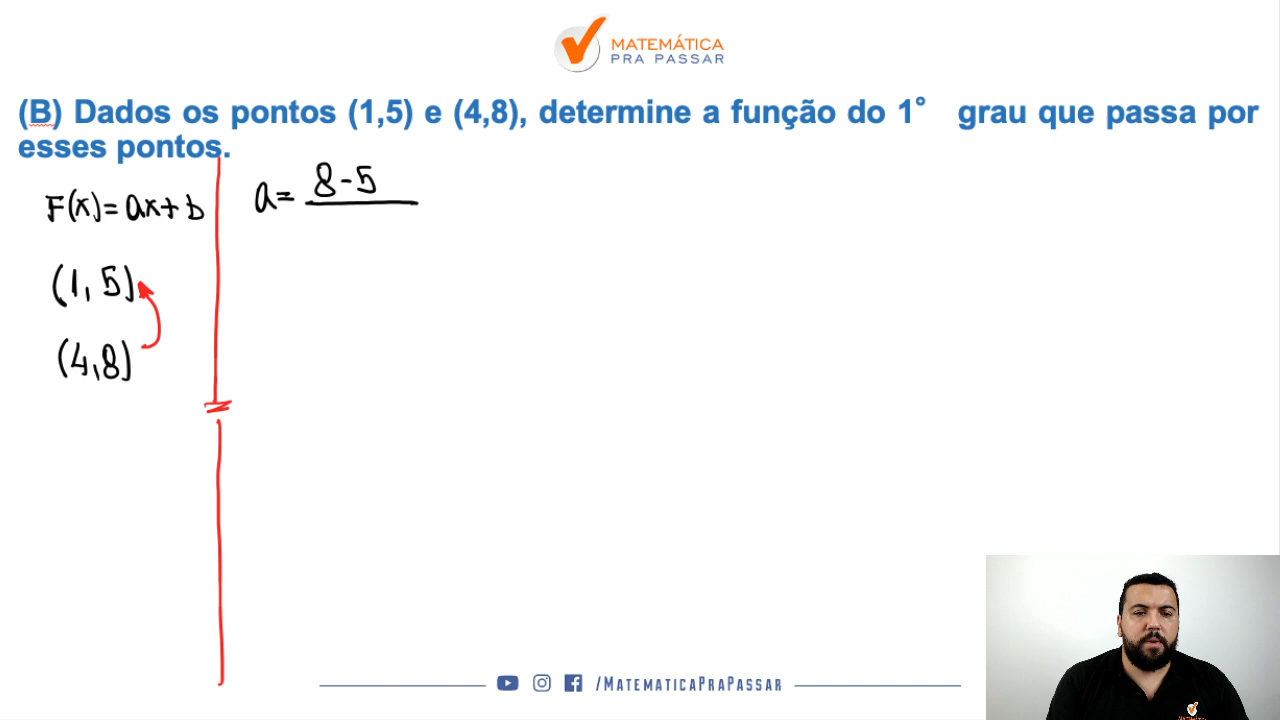 MATEMÁTICA
PRA PASSAR
(B) Dados os pontos (1,5) e (4,8), determine a função do 1° grau que passa por
esses pontos.
F(x)=ax+b
a= 8-5
(1, 5)
(4,8)
/MATEMATICAPRAPASSAR